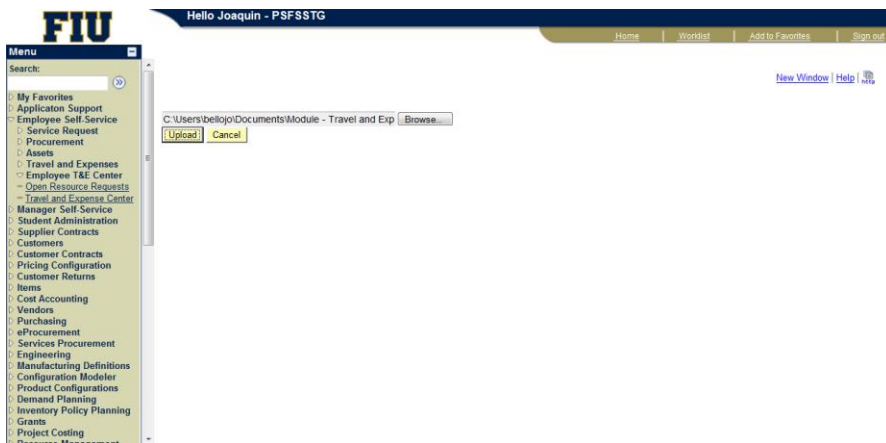 FIU
Hello Joaquin - PSFSSTG
Home | Worklist | Add to Favorites | Sign out
Menu
Search:
New Window | Help | http
My Favorites
Applicaton Support
Employee Self-Service
Service Request
Procurement
Assets
Travel and Expenses
Employee T&E Center
Open Resource Requests
Travel and Expense Center
Manager Self-Service
Student Administration
Supplier Contracts
Customers
Customer Contracts
Pricing Configuration
Customer Returns
Items
Cost Accounting
Vendors
Purchasing
eProcurement
Services Procurement
Engineering
Manufacturing Definitions
Configuration Modeler
Product Configurations
Demand Planning
Inventory Policy Planning
Grants
Project Costing
Resource Management
C:\Users\bellojo\Documents\Module - Travel and Exp Browse...
Upload Cancel